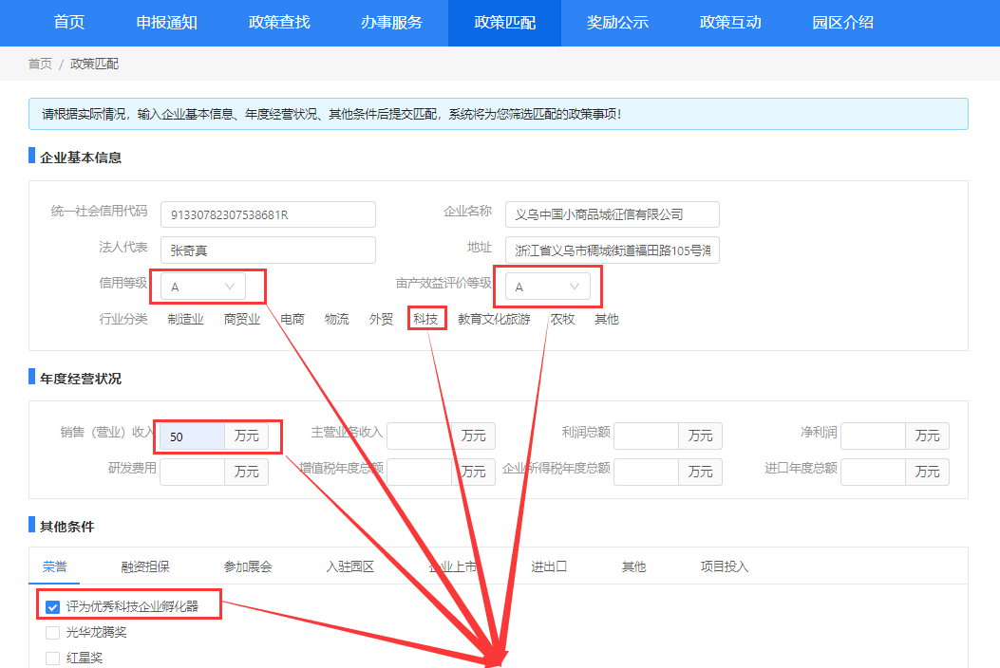 首页 申报通知 政策查找 办事服务 政策匹配 奖励公示 政策互动 园区介绍
首页 / 政策匹配
请根据实际情况，输入企业基本信息、年度经营状况、其他条件后提交匹配，系统将为您筛选匹配的政策事项！
企业基本信息
统一社会信用代码 91330782307538681R 企业名称 义乌中国小商品城征信有限公司
法人代表 张奇真 地址 浙江省义乌市稠城街道福田路105号海
信用等级 A 亩产效益评价等级 A
行业分类 制造业 商贸业 电商 物流 外贸 科技 教育文化旅游 农牧 其他
年度经营状况
销售（营业）收入 50 万元 主营业务收入 万元 利润总额 万元 净利润 万元
研发费用 万元 增值税年度总额 万元 企业所得税年度总额 万元 进口年度总额 万元
其他条件
荣誉 融资担保 参加展会 入驻园区 企业上市 进出口 其他 项目投入
评为优秀科技企业孵化器
光华龙腾奖
红星奖